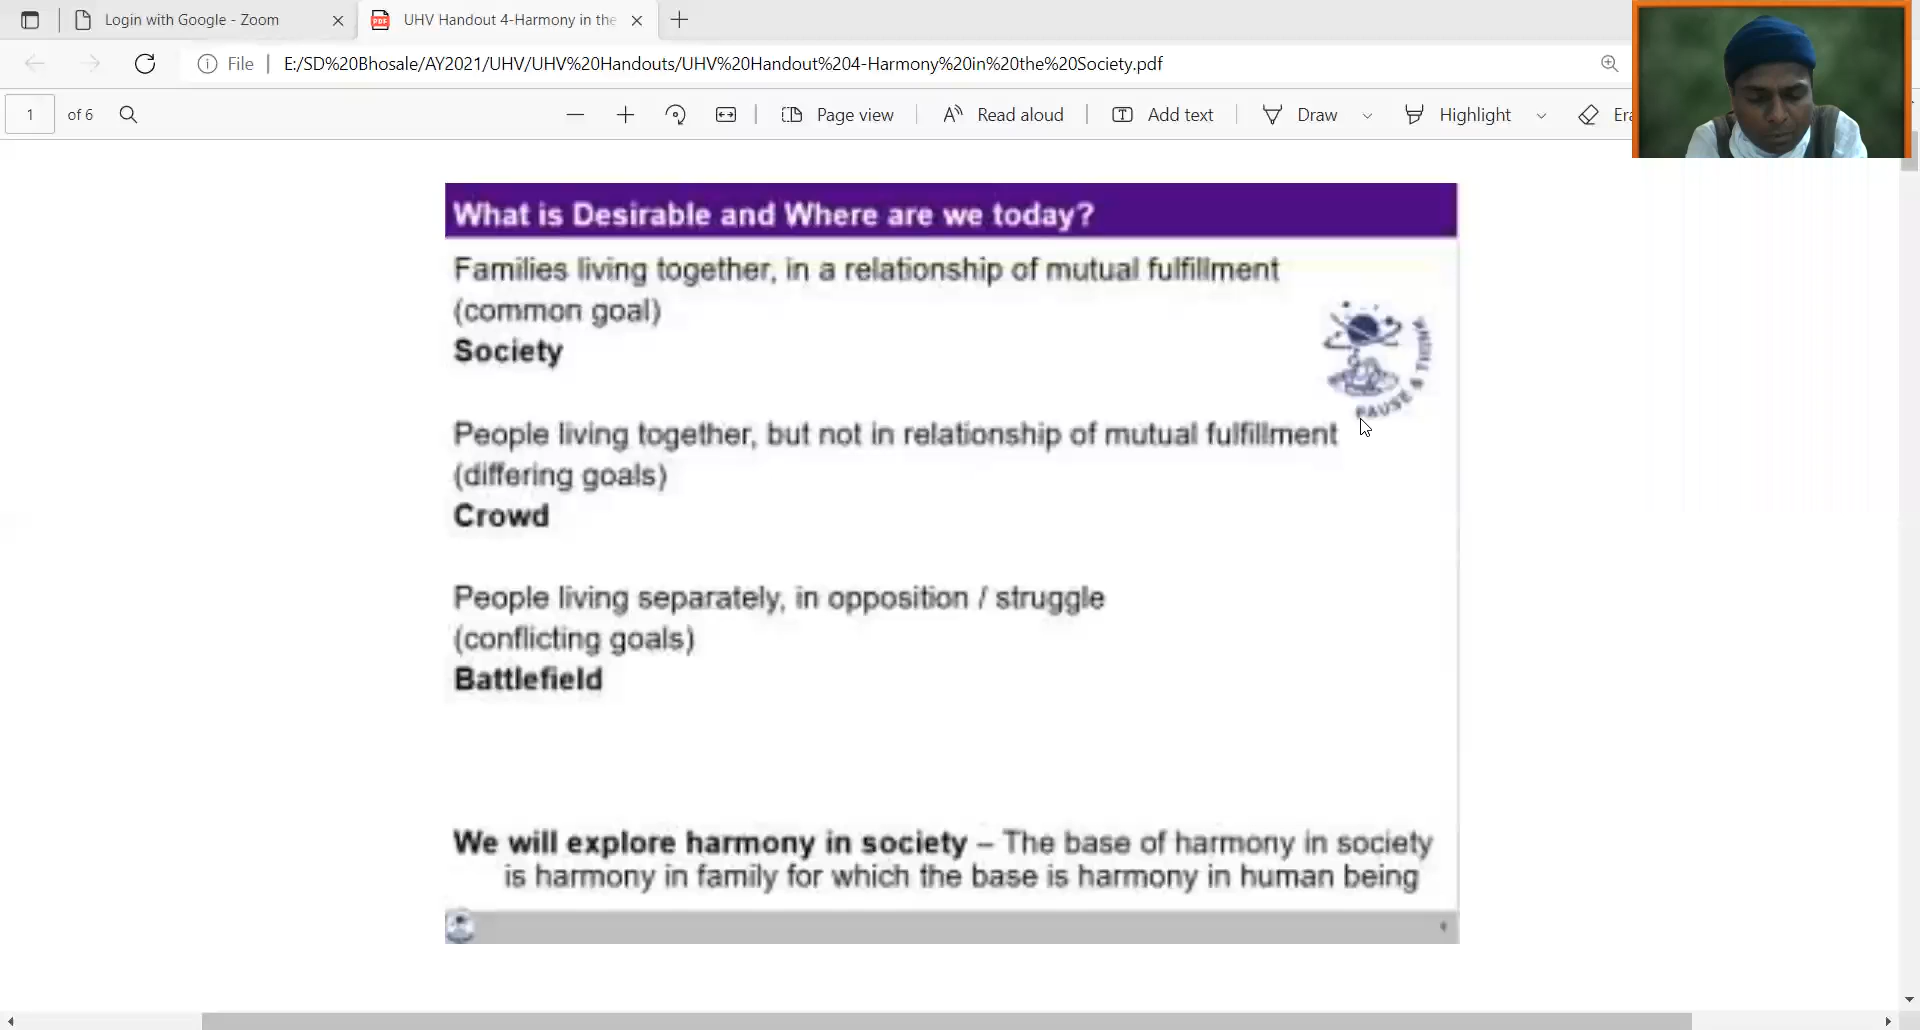 Login with Google - Zoom
UHV Handout 4-Harmony in the
File
E:/SD%20Bhosale/AY2021/UHV/UHV%20Handouts/UHV%20Handout%204-Harmony%20in%20the%20Society.pdf
1 of 6
Page view
Read aloud
Add text
Draw
Highlight
Era
What is Desirable and Where are we today?
Families living together, in a relationship of mutual fulfillment
(common goal)
Society
PAUSE & THINK
People living together, but not in relationship of mutual fulfillment
(differing goals)
Crowd
People living separately, in opposition / struggle
(conflicting goals)
Battlefield
We will explore harmony in society – The base of harmony in society
is harmony in family for which the base is harmony in human being